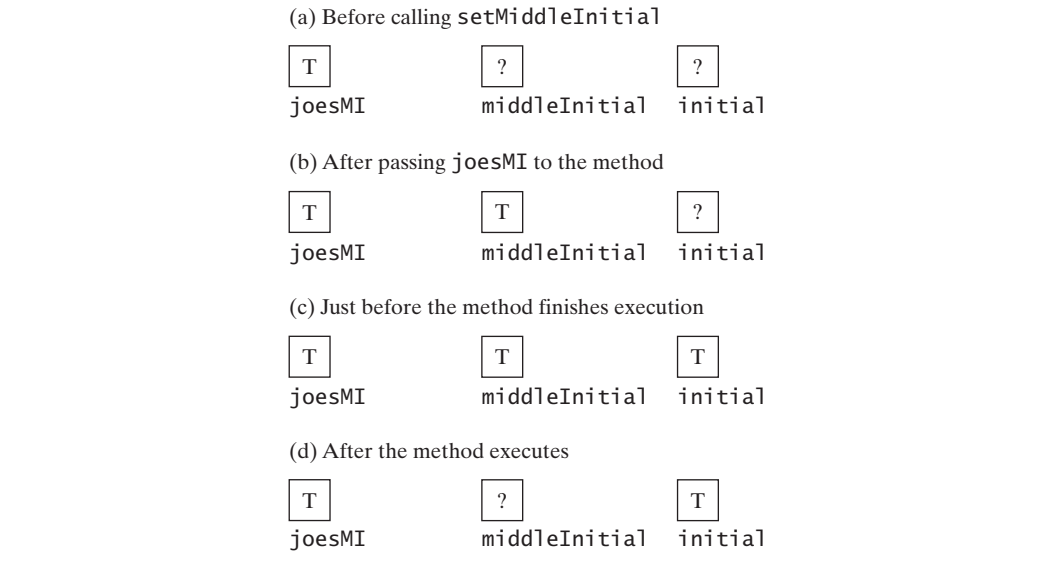 (a) Before calling setMiddleInitial
T ? ?
joesMI middleInitial initial
(b) After passing joesMI to the method
T T ?
joesMI middleInitial initial
(c) Just before the method finishes execution
T T T
joesMI middleInitial initial
(d) After the method executes
T ? T
joesMI middleInitial initial